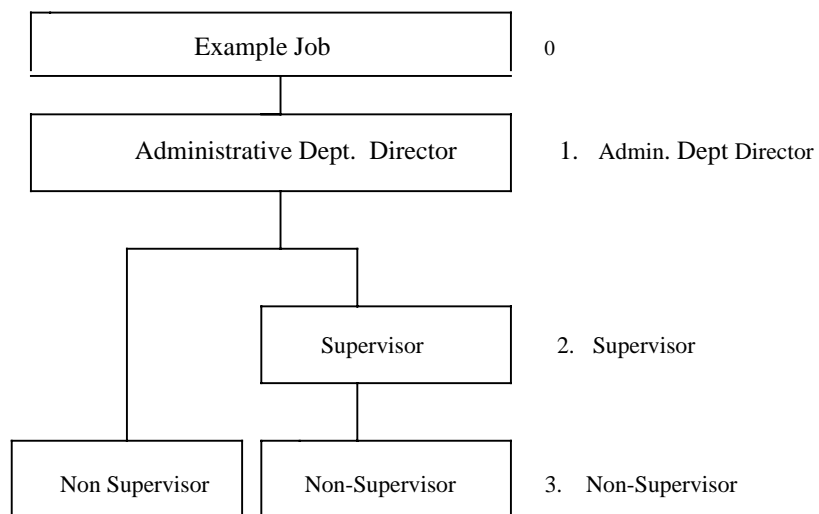 Example Job 0
Administrative Dept. Director 1. Admin. Dept Director
Supervisor 2. Supervisor
Non Supervisor Non-Supervisor 3. Non-Supervisor